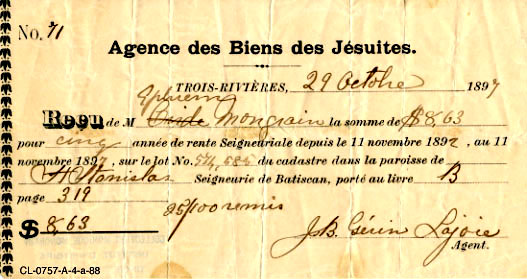 No. 71
Agence des Biens des Jésuites.
TROIS-RIVIÈRES, 29 Octobre 1897
Ephrem
Reçu de M Mongrain la somme de $8,63
pour cinq année de rente Seigneuriale depuis le 11 novembre 1892, au 11
novembre 1897, sur le lot No. du cadastre dans la paroisse de
St Stanislas Seigneurie de Batiscan, porté au livre B
page 319
25/100 remis
$ 8,63
J.B. Gérin Lajoie
Agent.
CL-0757-A-4-a-88